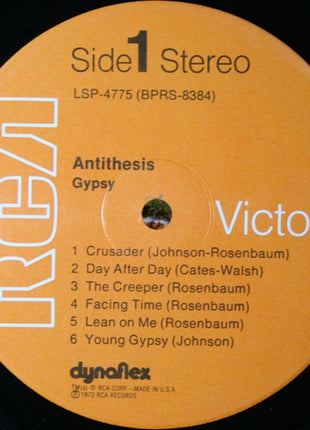 Side 1 Stereo
LSP-4775 (BPRS-8384)
RCA
Antithesis
Gypsy
Victo
1 Crusader (Johnson-Rosenbaum)
2 Day After Day (Cates-Walsh)
3 The Creeper (Rosenbaum)
4 Facing Time (Rosenbaum)
5 Lean on Me (Rosenbaum)
6 Young Gypsy (Johnson)
dynaflex
TM(s) ® RCA CORP.—MADE IN U.S.A.
Ⓟ 1972 RCA RECORDS